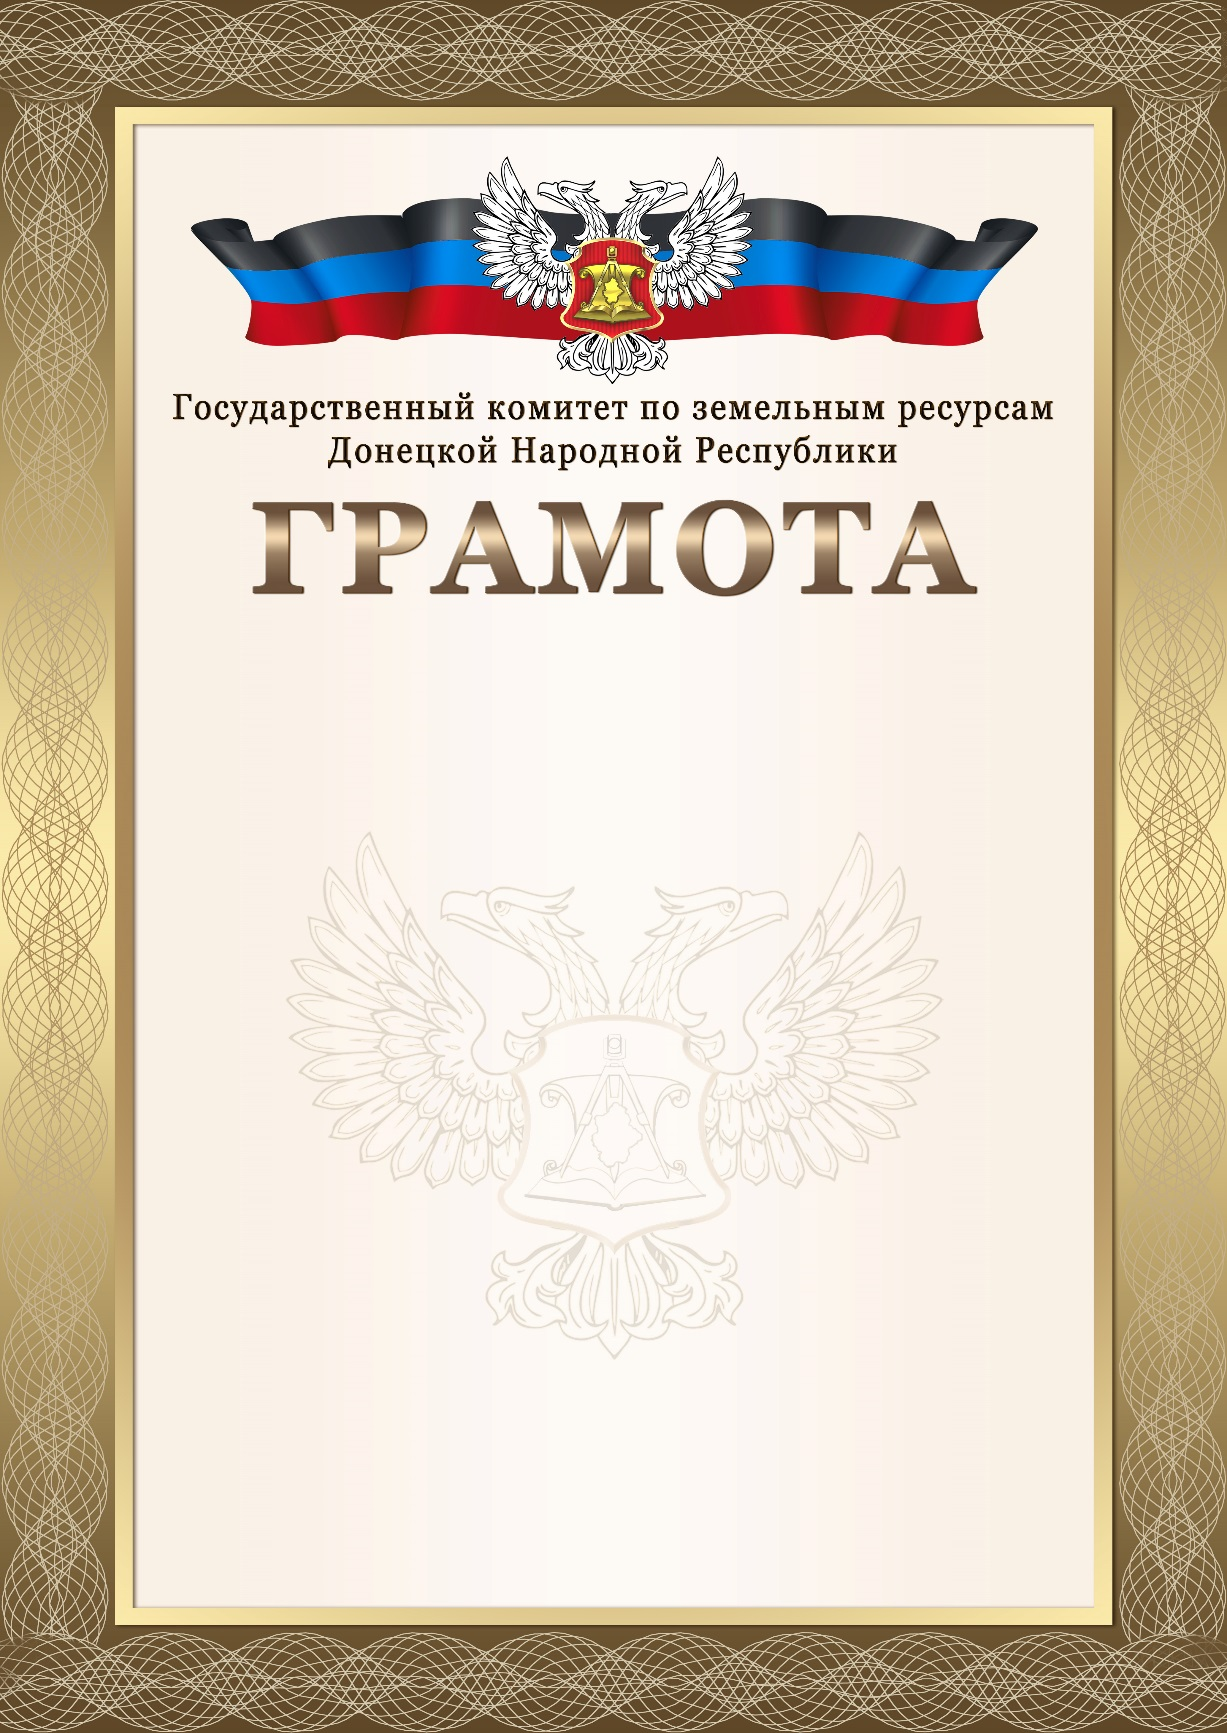 Государственный комитет по земельным ресурсам
Донецкой Народной Республики
ГРАМОТА